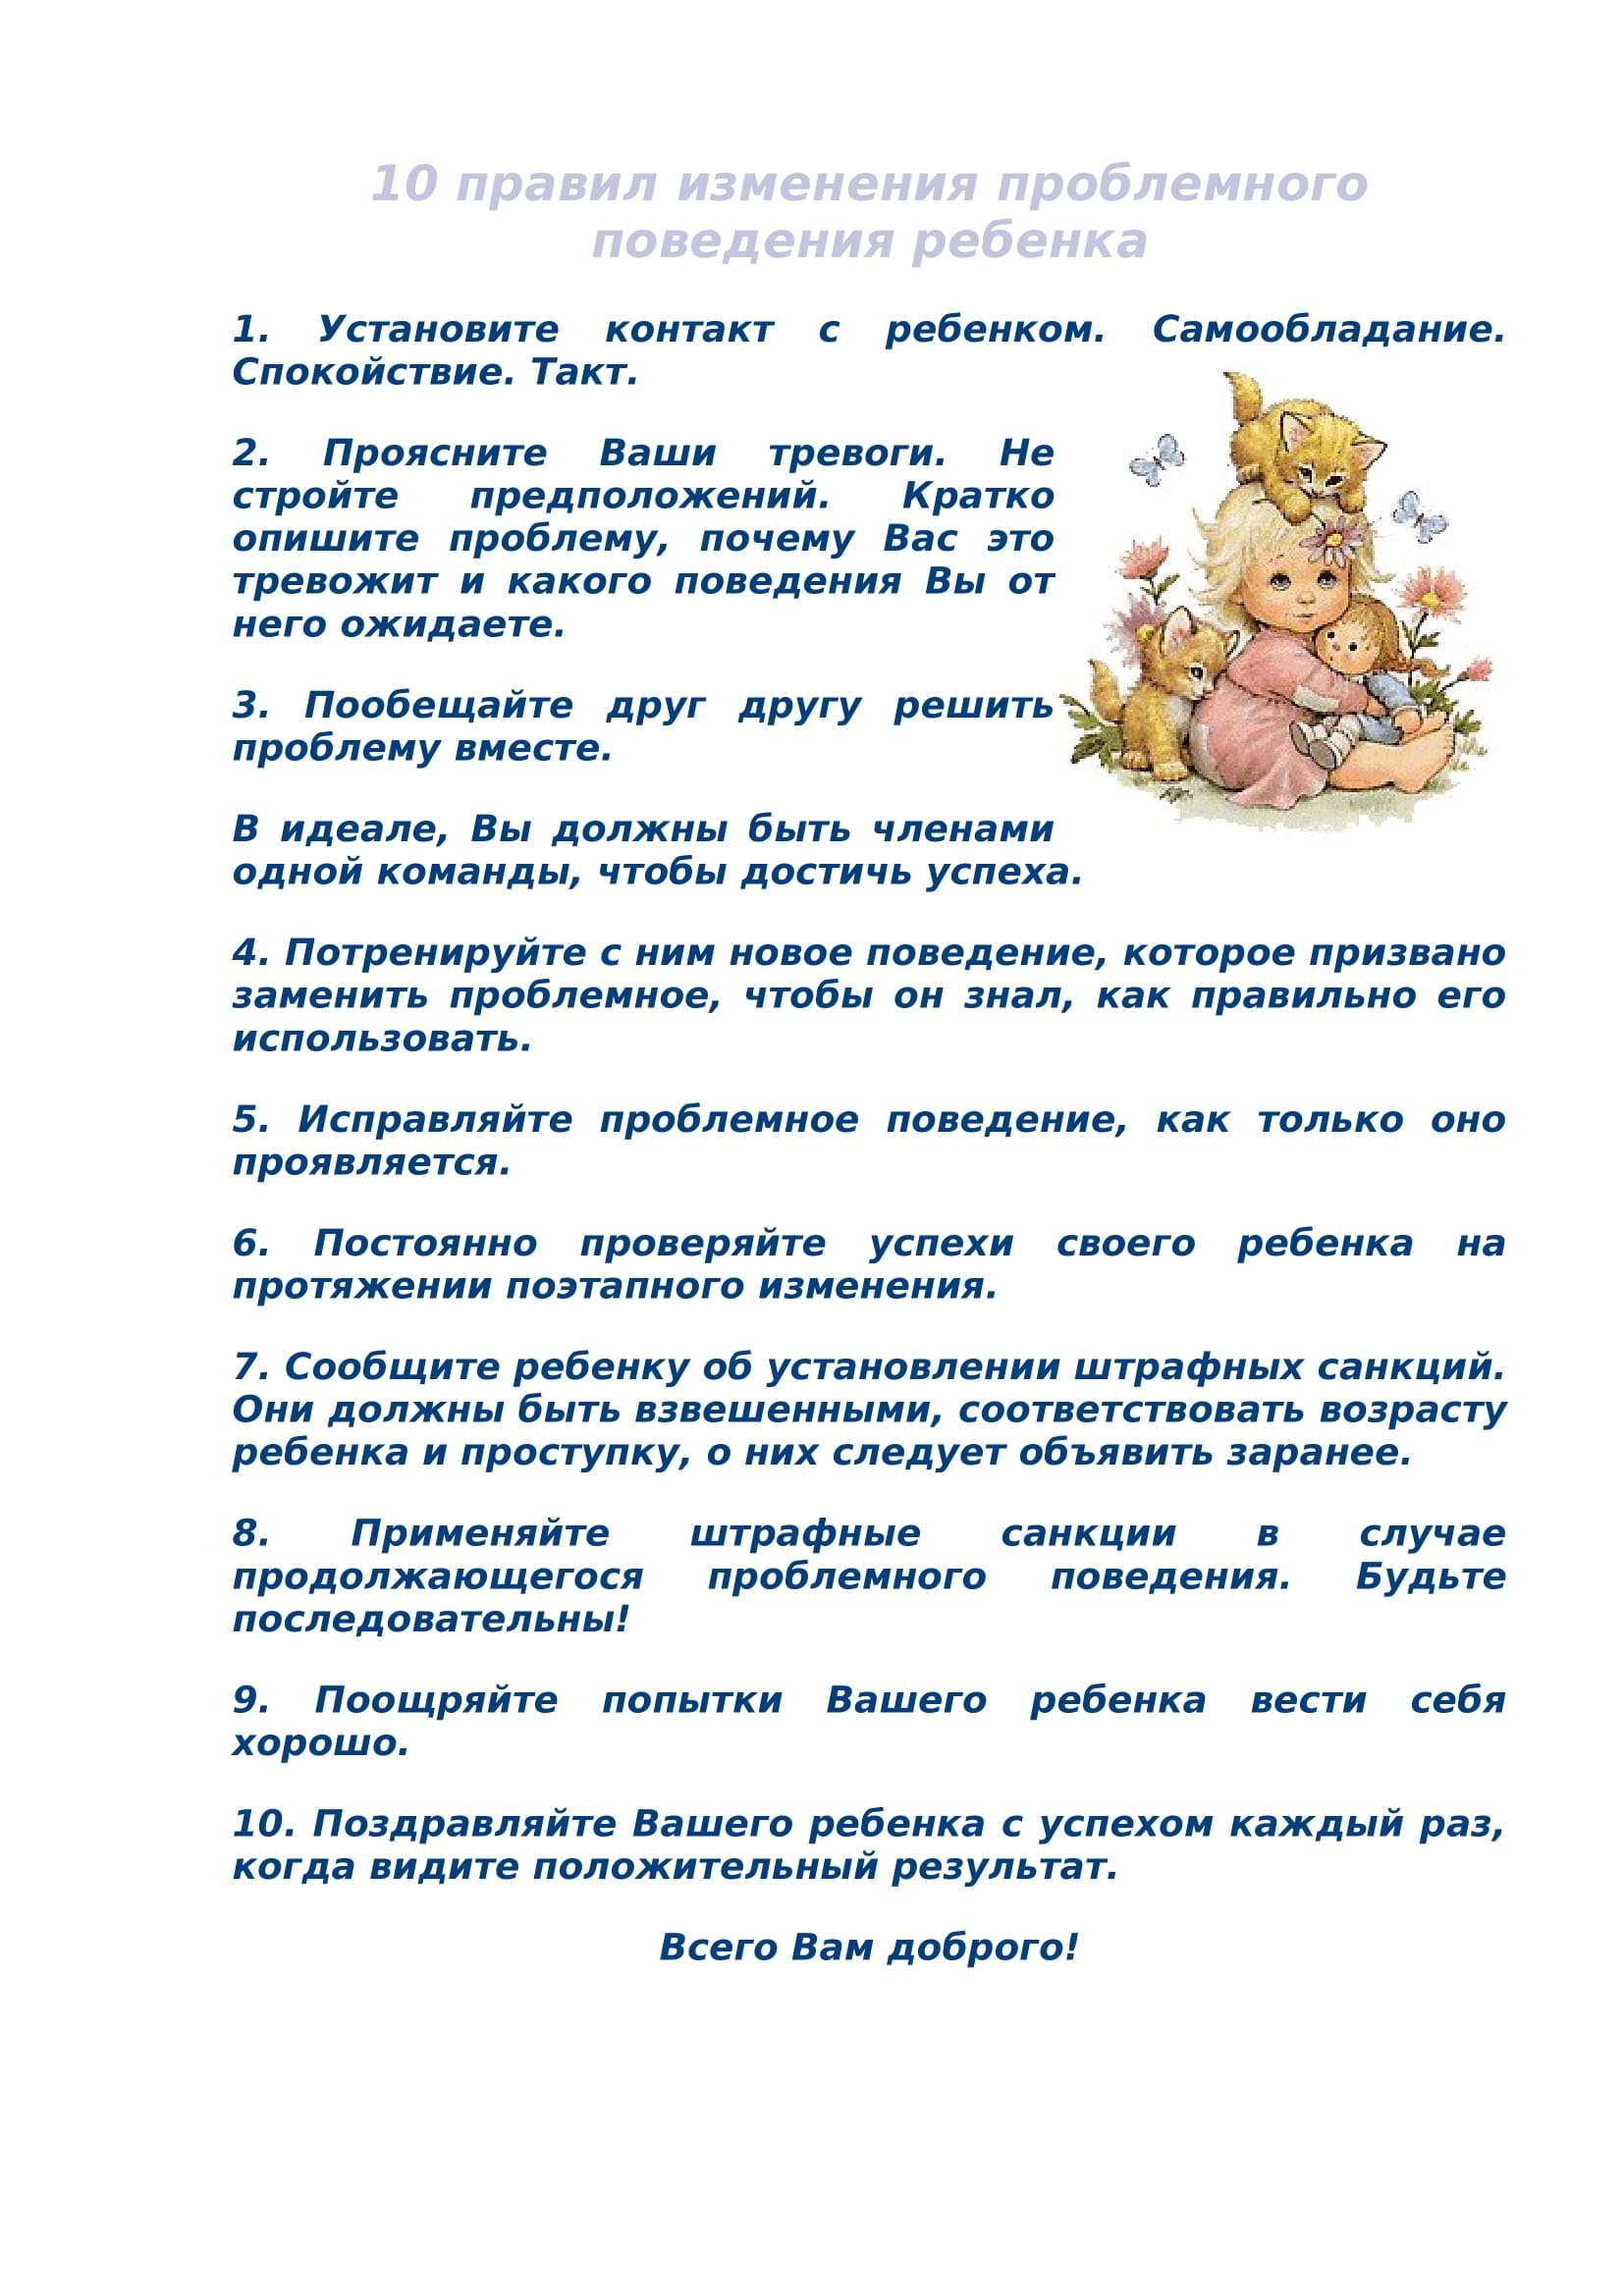 10 правил изменения проблемного
поведения ребенка
1. Установите контакт с ребенком. Самообладание.
Спокойствие. Такт.
2. Проясните Ваши тревоги. Не
стройте предположений. Кратко
опишите проблему, почему Вас это
тревожит и какого поведения Вы от
него ожидаете.
3. Пообещайте друг другу решить
проблему вместе.
В идеале, Вы должны быть членами
одной команды, чтобы достичь успеха.
4. Потренируйте с ним новое поведение, которое призвано
заменить проблемное, чтобы он знал, как правильно его
использовать.
5. Исправляйте проблемное поведение, как только оно
проявляется.
6. Постоянно проверяйте успехи своего ребенка на
протяжении поэтапного изменения.
7. Сообщите ребенку об установлении штрафных санкций.
Они должны быть взвешенными, соответствовать возрасту
ребенка и проступку, о них следует объявить заранее.
8. Применяйте штрафные санкции в случае
продолжающегося проблемного поведения. Будьте
последовательны!
9. Поощряйте попытки Вашего ребенка вести себя
хорошо.
10. Поздравляйте Вашего ребенка с успехом каждый раз,
когда видите положительный результат.
Всего Вам доброго!